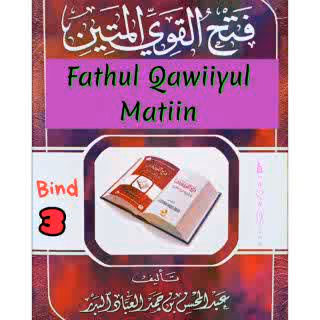 فتح القوي المتين
Fathul Qawiiyul
Matiin
Bind
3
تأليف
عبد المحسن بن حمد العباد البدر